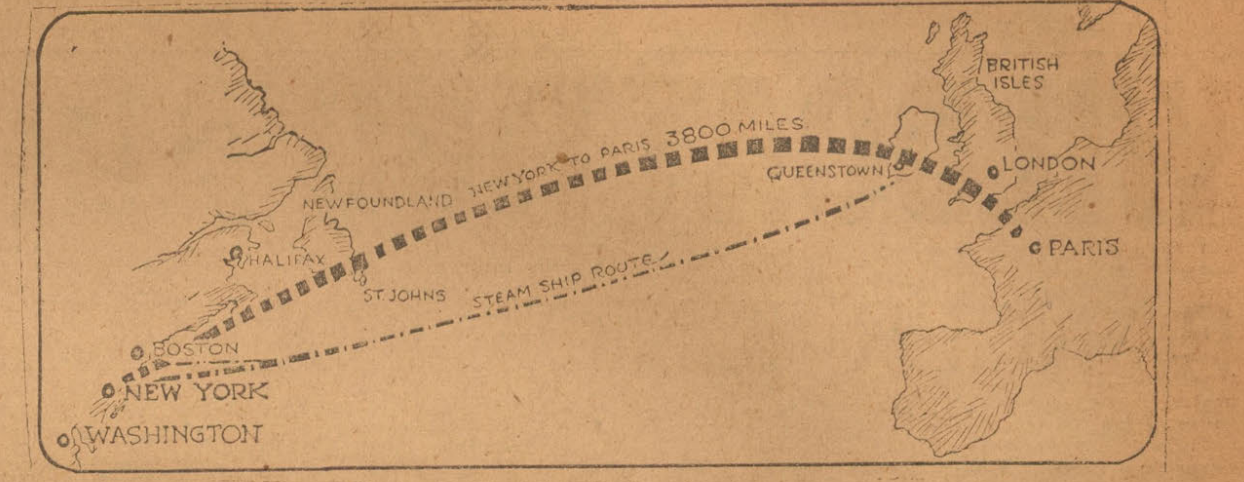 BRITISH
ISLES
NEW YORK TO PARIS 3800 MILES
QUEENSTOWN
LONDON
NEWFOUNDLAND
PARIS
HALIFAX
ST. JOHNS
STEAM SHIP ROUTE
BOSTON
NEW YORK
WASHINGTON